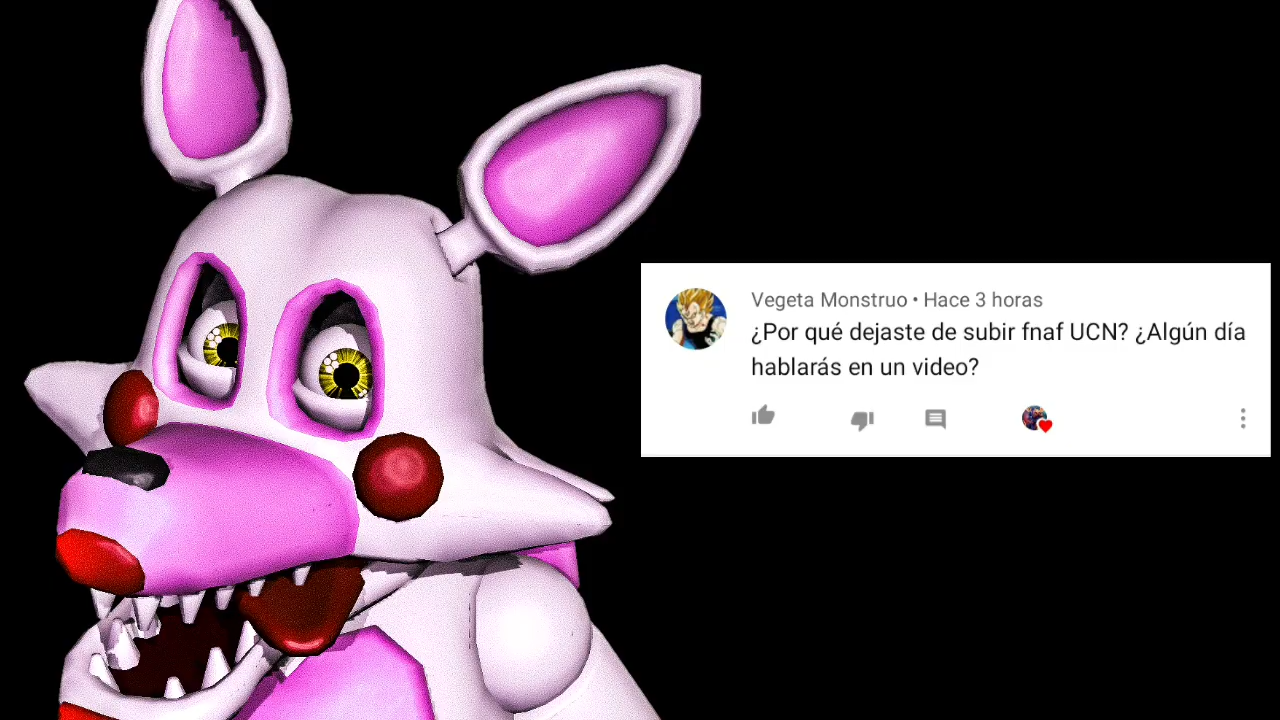 Vegeta Monstruo • Hace 3 horas
¿Por qué dejaste de subir fnaf UCN? ¿Algún día
hablarás en un video?